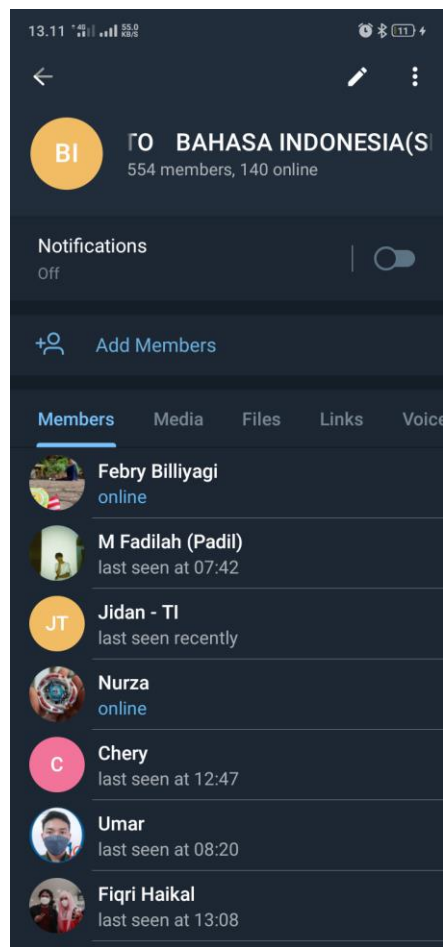 13.11 4G 55.0 KB/S 11
BI
TO BAHASA INDONESIA(S
554 members, 140 online
Notifications
Off
Add Members
Members Media Files Links Voice
Febry Billiyagi
online
M Fadilah (Padil)
last seen at 07:42
JT
Jidan - TI
last seen recently
Nurza
online
C
Chery
last seen at 12:47
Umar
last seen at 08:20
Fiqri Haikal
last seen at 13:08